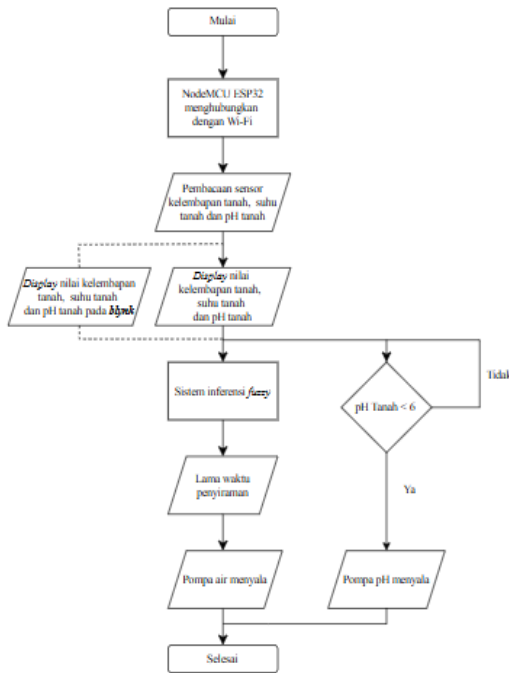 Mulai
NodeMCU ESP32
menghubungkan
dengan Wi-Fi
Pembacaan sensor
kelembapan tanah, suhu
tanah dan pH tanah
Display nilai kelembapan
tanah, suhu tanah
dan pH tanah pada blynk
Display nilai
kelembapan tanah,
suhu tanah
dan pH tanah
Sistem inferensi fuzzy
pH Tanah < 6
Tidak
Lama waktu
penyiraman
Ya
Pompa air menyala
Pompa pH menyala
Selesai